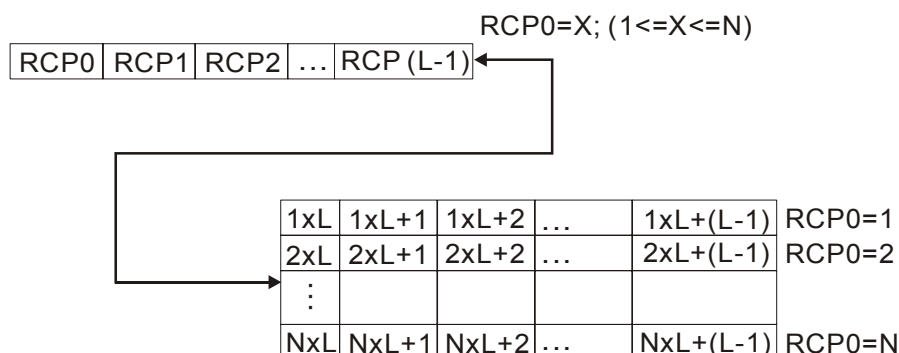 RCP0=X; (1<=X<=N)
RCP0 RCP1 RCP2 ... RCP (L-1)
1xL 1xL+1 1xL+2 ... 1xL+(L-1) RCP0=1
2xL 2xL+1 2xL+2 ... 2xL+(L-1) RCP0=2
⋮
NxL NxL+1 NxL+2 ... NxL+(L-1) RCP0=N